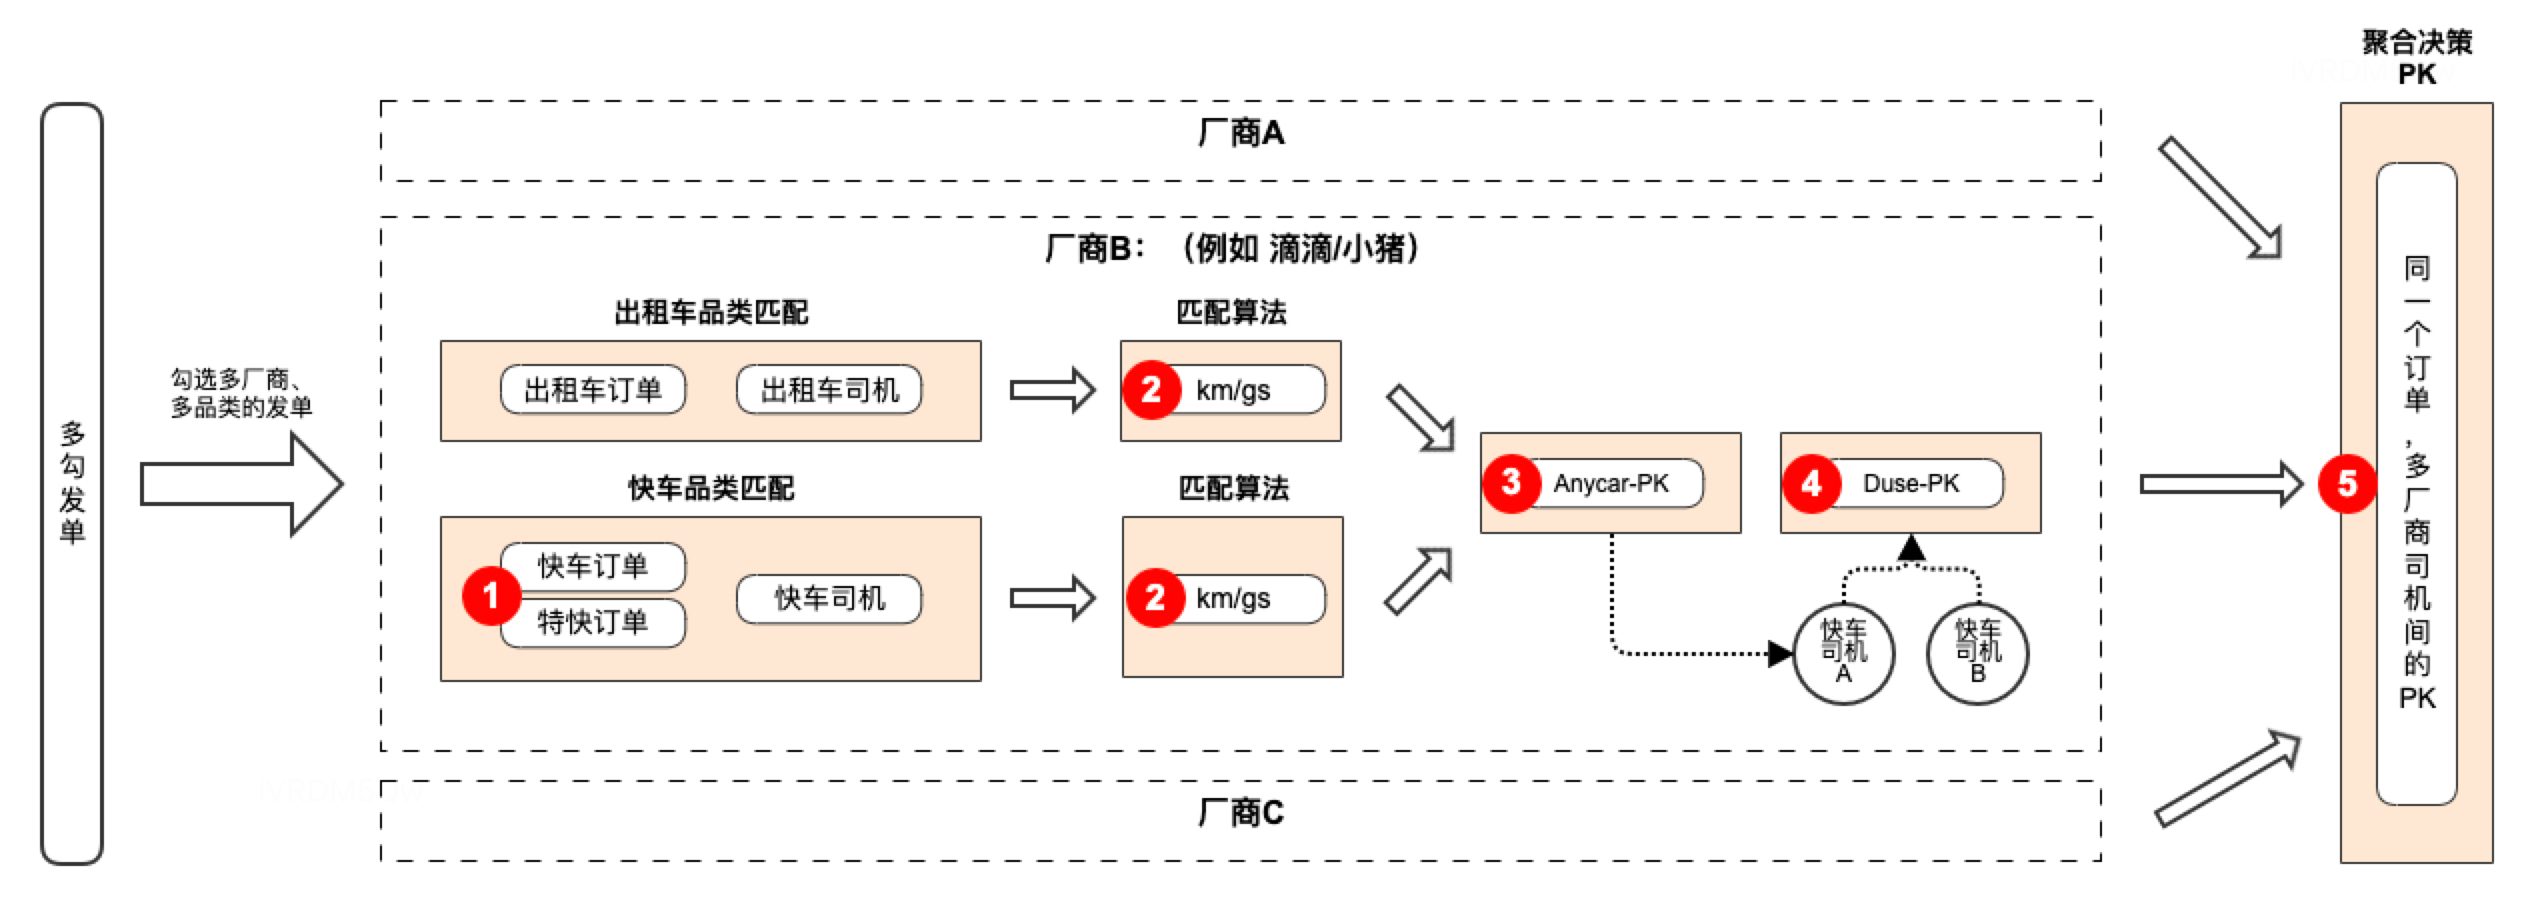 聚合决策
PK
厂商A
厂商B：（例如 滴滴/小猪）
出租车品类匹配
匹配算法
出租车订单
出租车司机
2
km/gs
勾选多厂商、
多品类的发单
多勾发单
快车品类匹配
匹配算法
1
快车订单
特快订单
快车司机
2
km/gs
3
Anycar-PK
4
Duse-PK
快车
司机
A
快车
司机
B
5
同一个订单，多厂商司机间的PK
厂商C